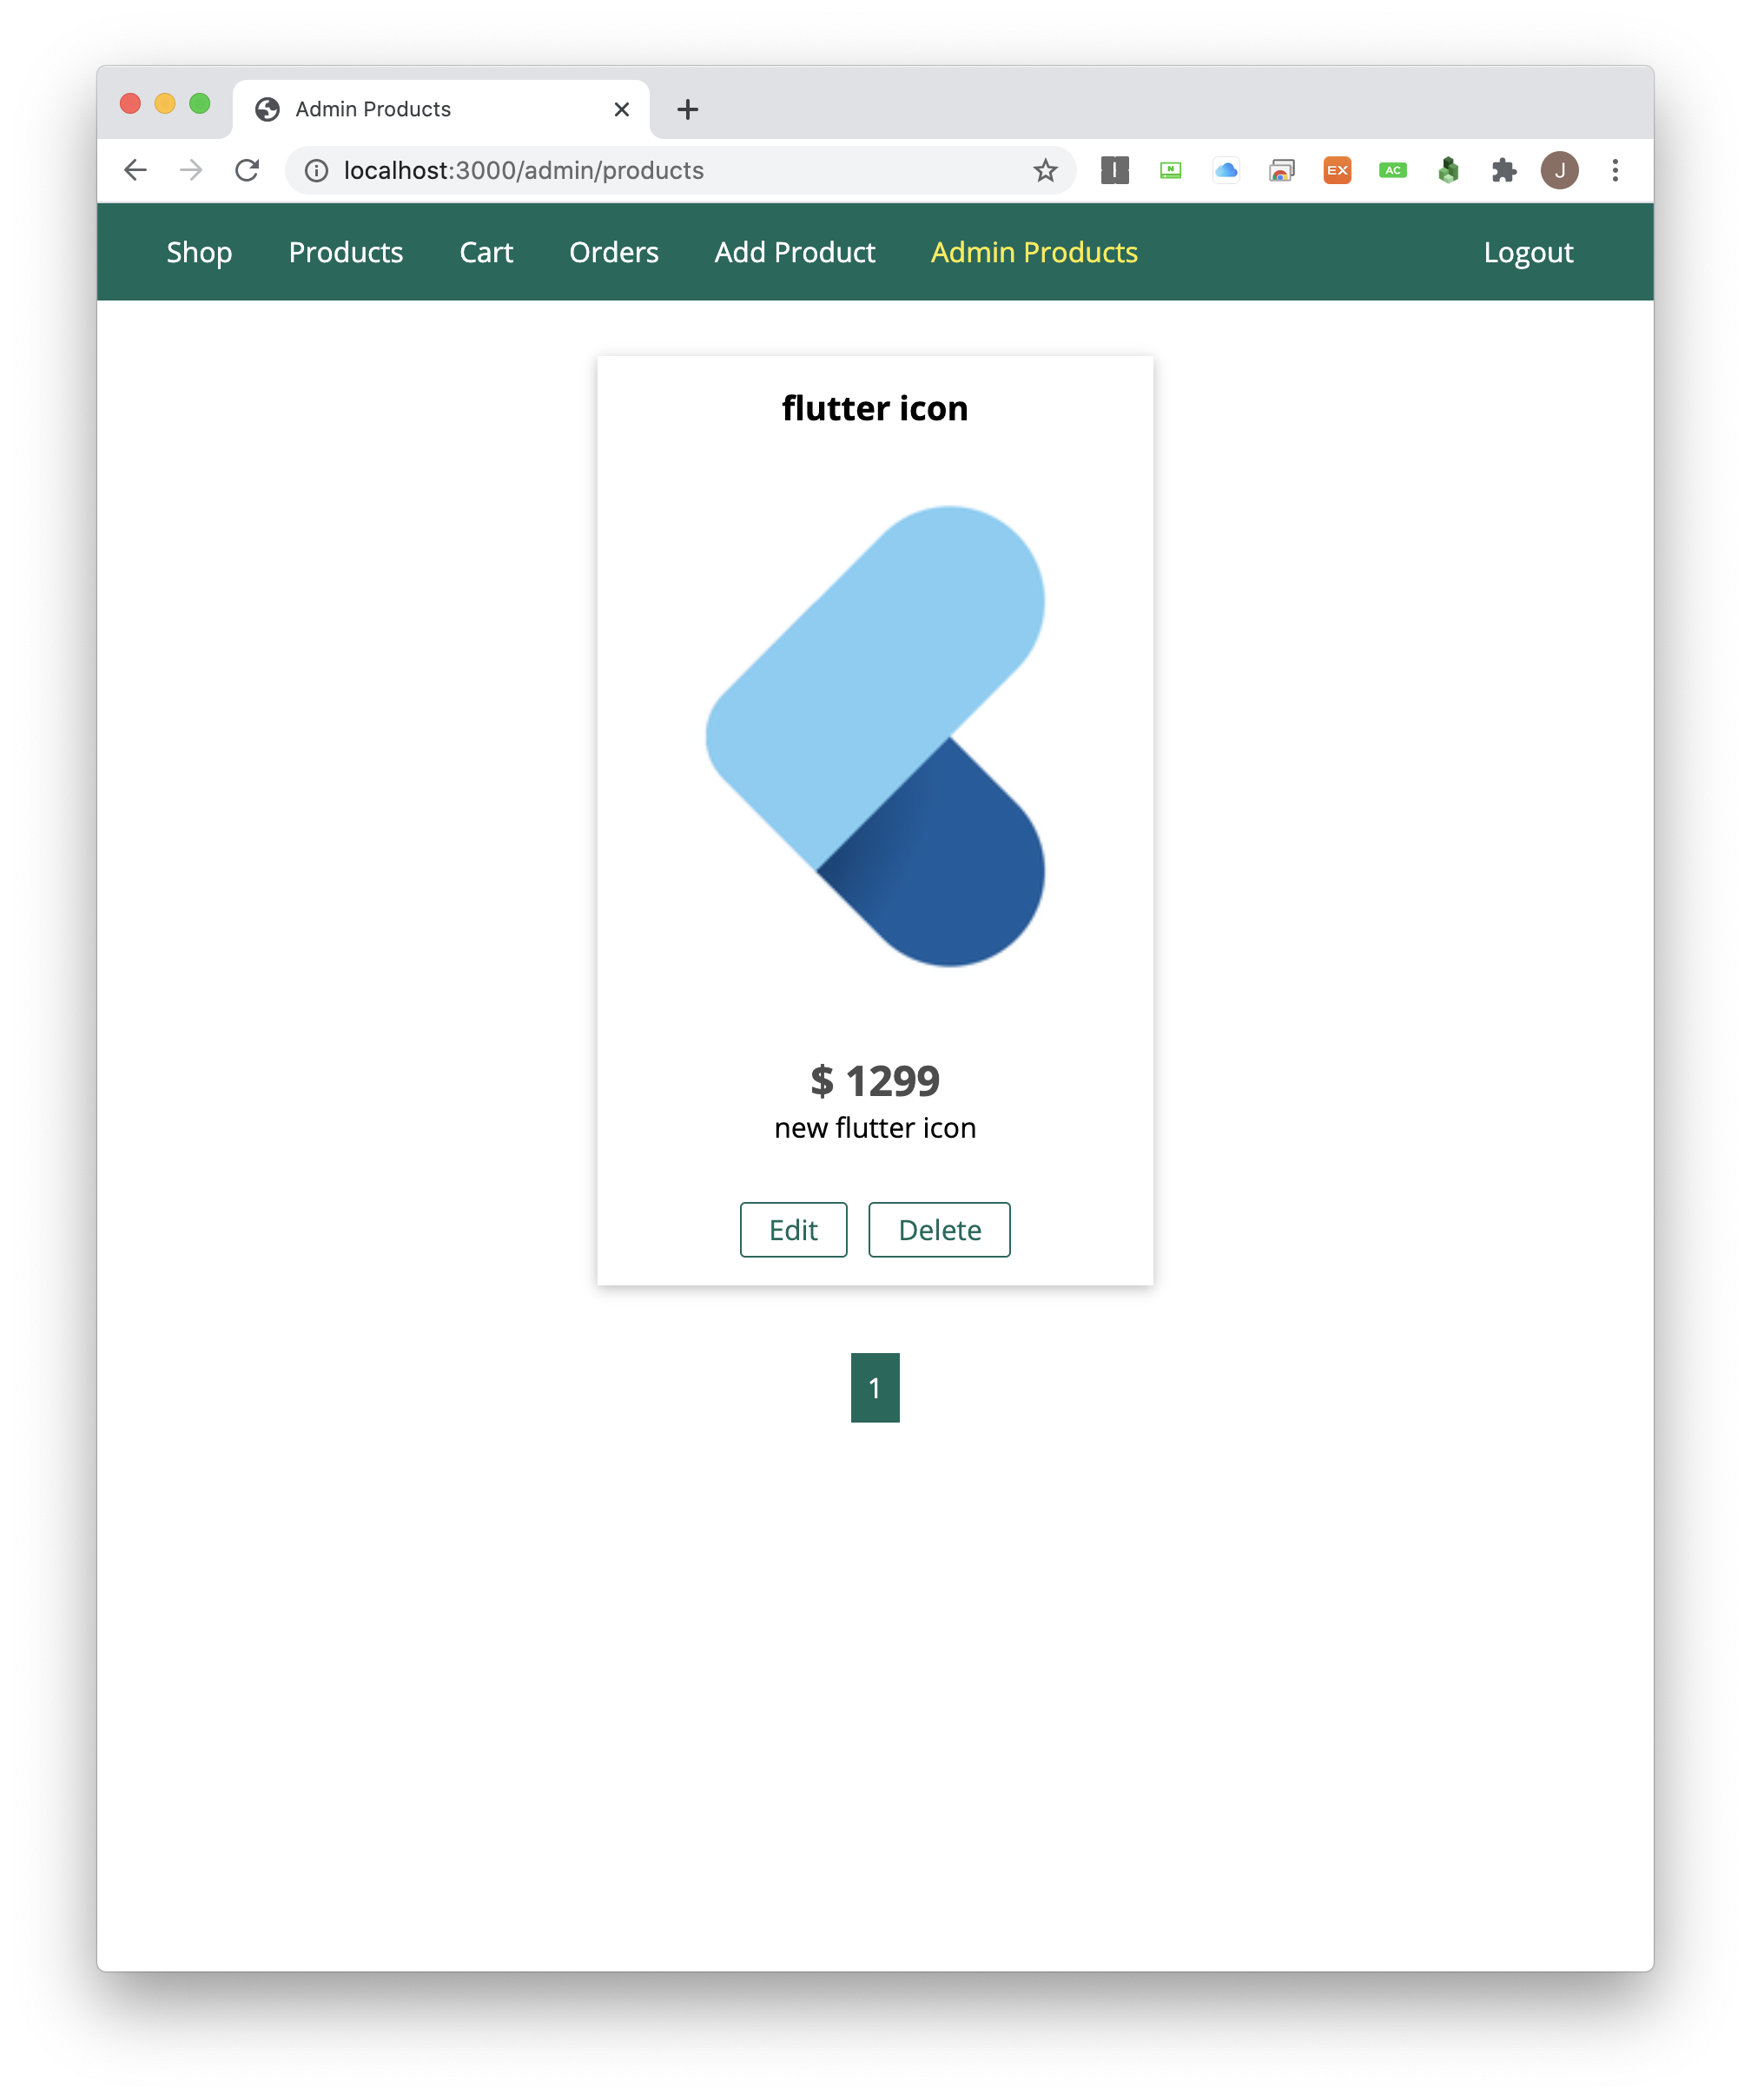 Admin Products
localhost:3000/admin/products
N
EX
AC
J
Shop Products Cart Orders Add Product Admin Products Logout
flutter icon
$ 1299
new flutter icon
Edit Delete
1